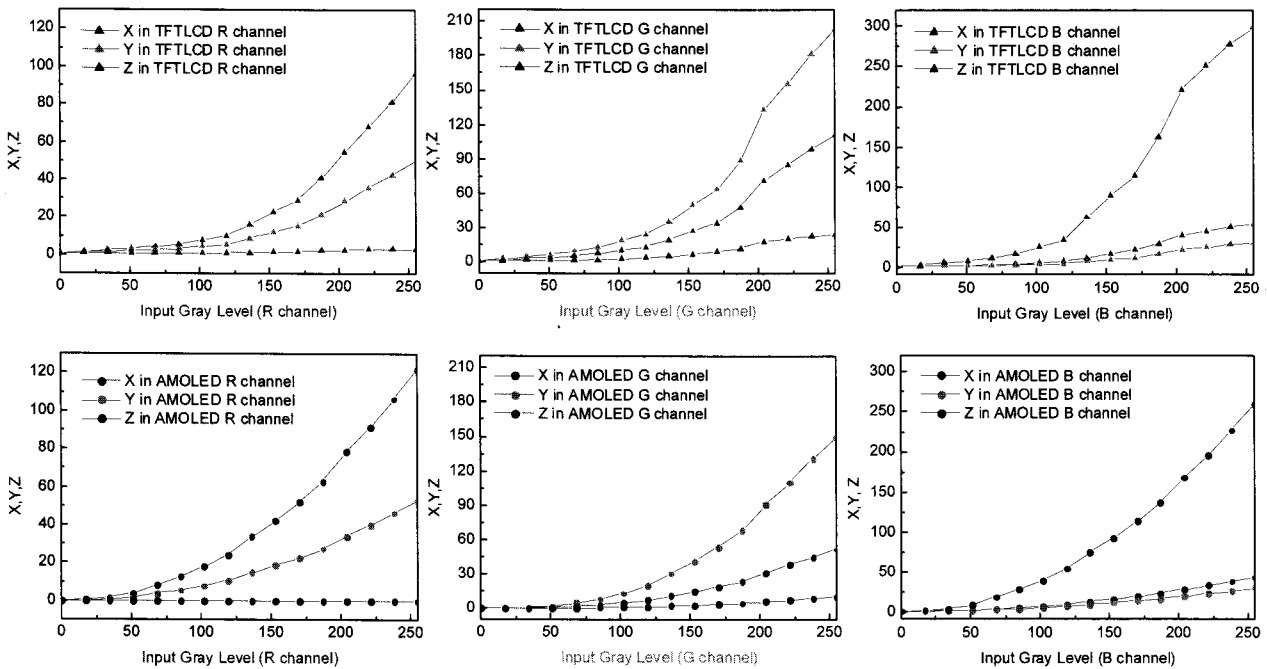 120
100
80
60
40
20
0
X,Y,Z
X in TFTLCD R channel
Y in TFTLCD R channel
Z in TFTLCD R channel
0 50 100 150 200 250
Input Gray Level (R channel)
210
180
150
120
90
60
30
0
X,Y,Z
X in TFTLCD G channel
Y in TFTLCD G channel
Z in TFTLCD G channel
0 50 100 150 200 250
Input Gray Level (G channel)
300
250
200
150
100
50
0
X,Y, Z
X in TFTLCD B channel
Y in TFTLCD B channel
Z in TFTLCD B channel
0 50 100 150 200 250
Input Gray Level (B channel)
120
100
80
60
40
20
0
X,Y,Z
X in AMOLED R channel
Y in AMOLED R channel
Z in AMOLED R channel
0 50 100 150 200 250
Input Gray Level (R channel)
210
180
150
120
90
60
30
0
X,Y,Z
X in AMOLED G channel
Y in AMOLED G channel
Z in AMOLED G channel
0 50 100 150 200 250
Input Gray Level (G channel)
300
250
200
150
100
50
0
X,Y, Z
X in AMOLED B channel
Y in AMOLED B channel
Z in AMOLED B channel
0 50 100 150 200 250
Input Gray Level (B channel)